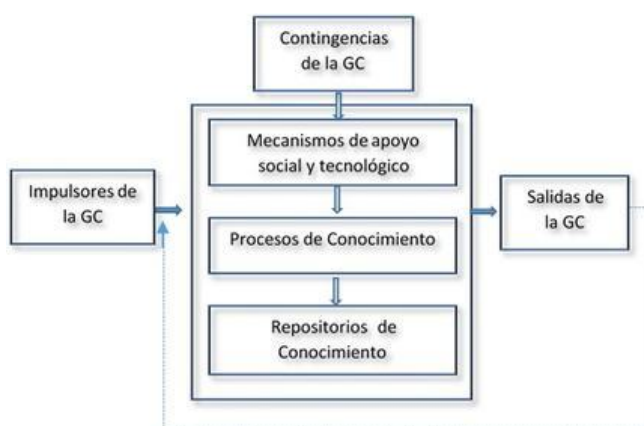 Contingencias
de la GC
Mecanismos de apoyo
social y tecnológico
Impulsores de
la GC
Salidas de
la GC
Procesos de Conocimiento
Repositorios de
Conocimiento